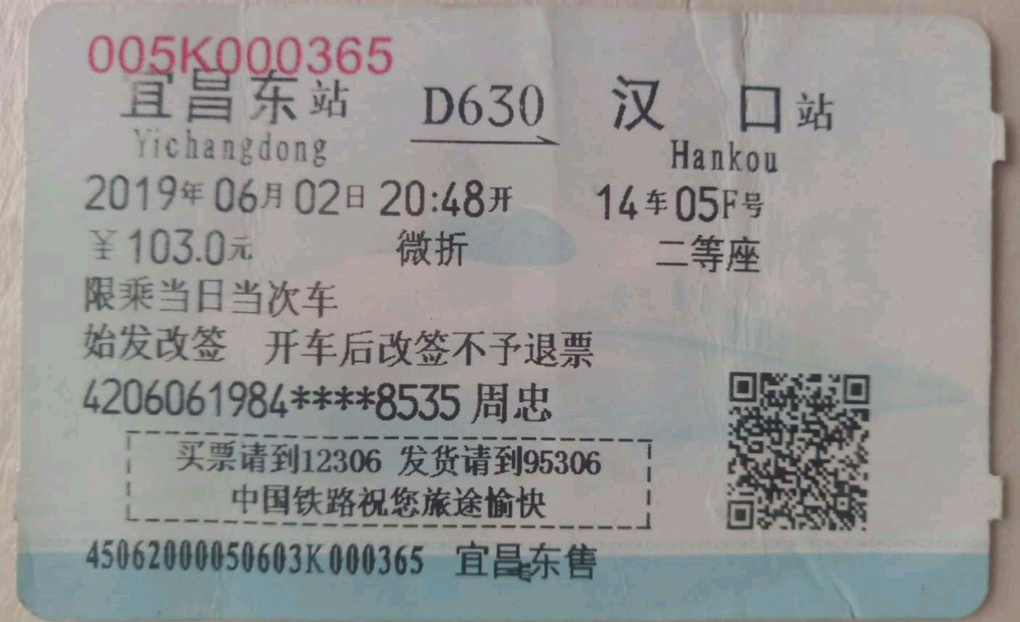 005K000365
宜昌东站 D630 汉口站
Yichangdong Hankou
2019年06月02日 20:48开 14车05F号
￥103.0元 微折 二等座
限乘当日当次车
始发改签 开车后改签不予退票
4206061984****8535 周忠
买票请到12306 发货请到95306
中国铁路祝您旅途愉快
45062000050603K000365 宜昌东售